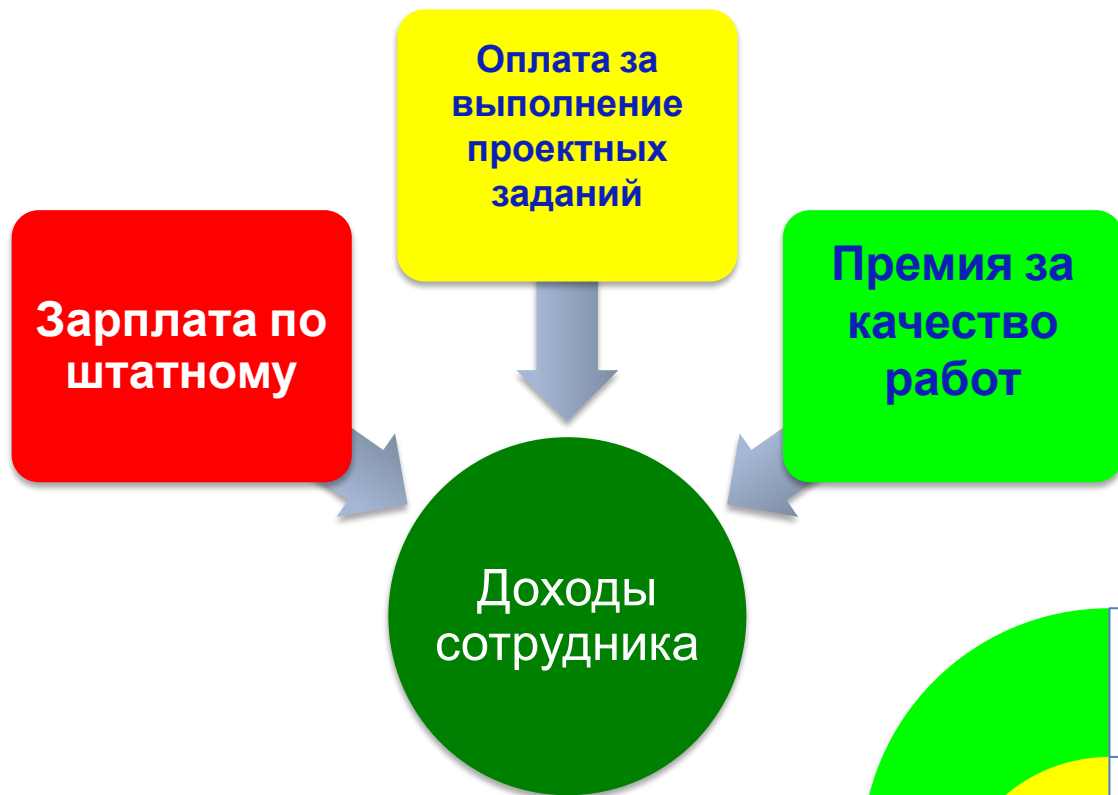 Оплата за
выполнение
проектных
заданий
Зарплата по
штатному
Премия за
качество
работ
Доходы
сотрудника